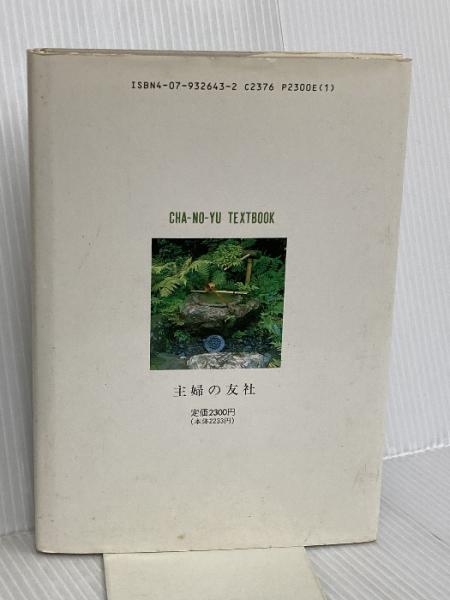 ISBN4-07-932643-2 C2376 P2300E(1)
CHA-NO-YU TEXTBOOK
主婦の友社
定価2300円
(本体2233円)